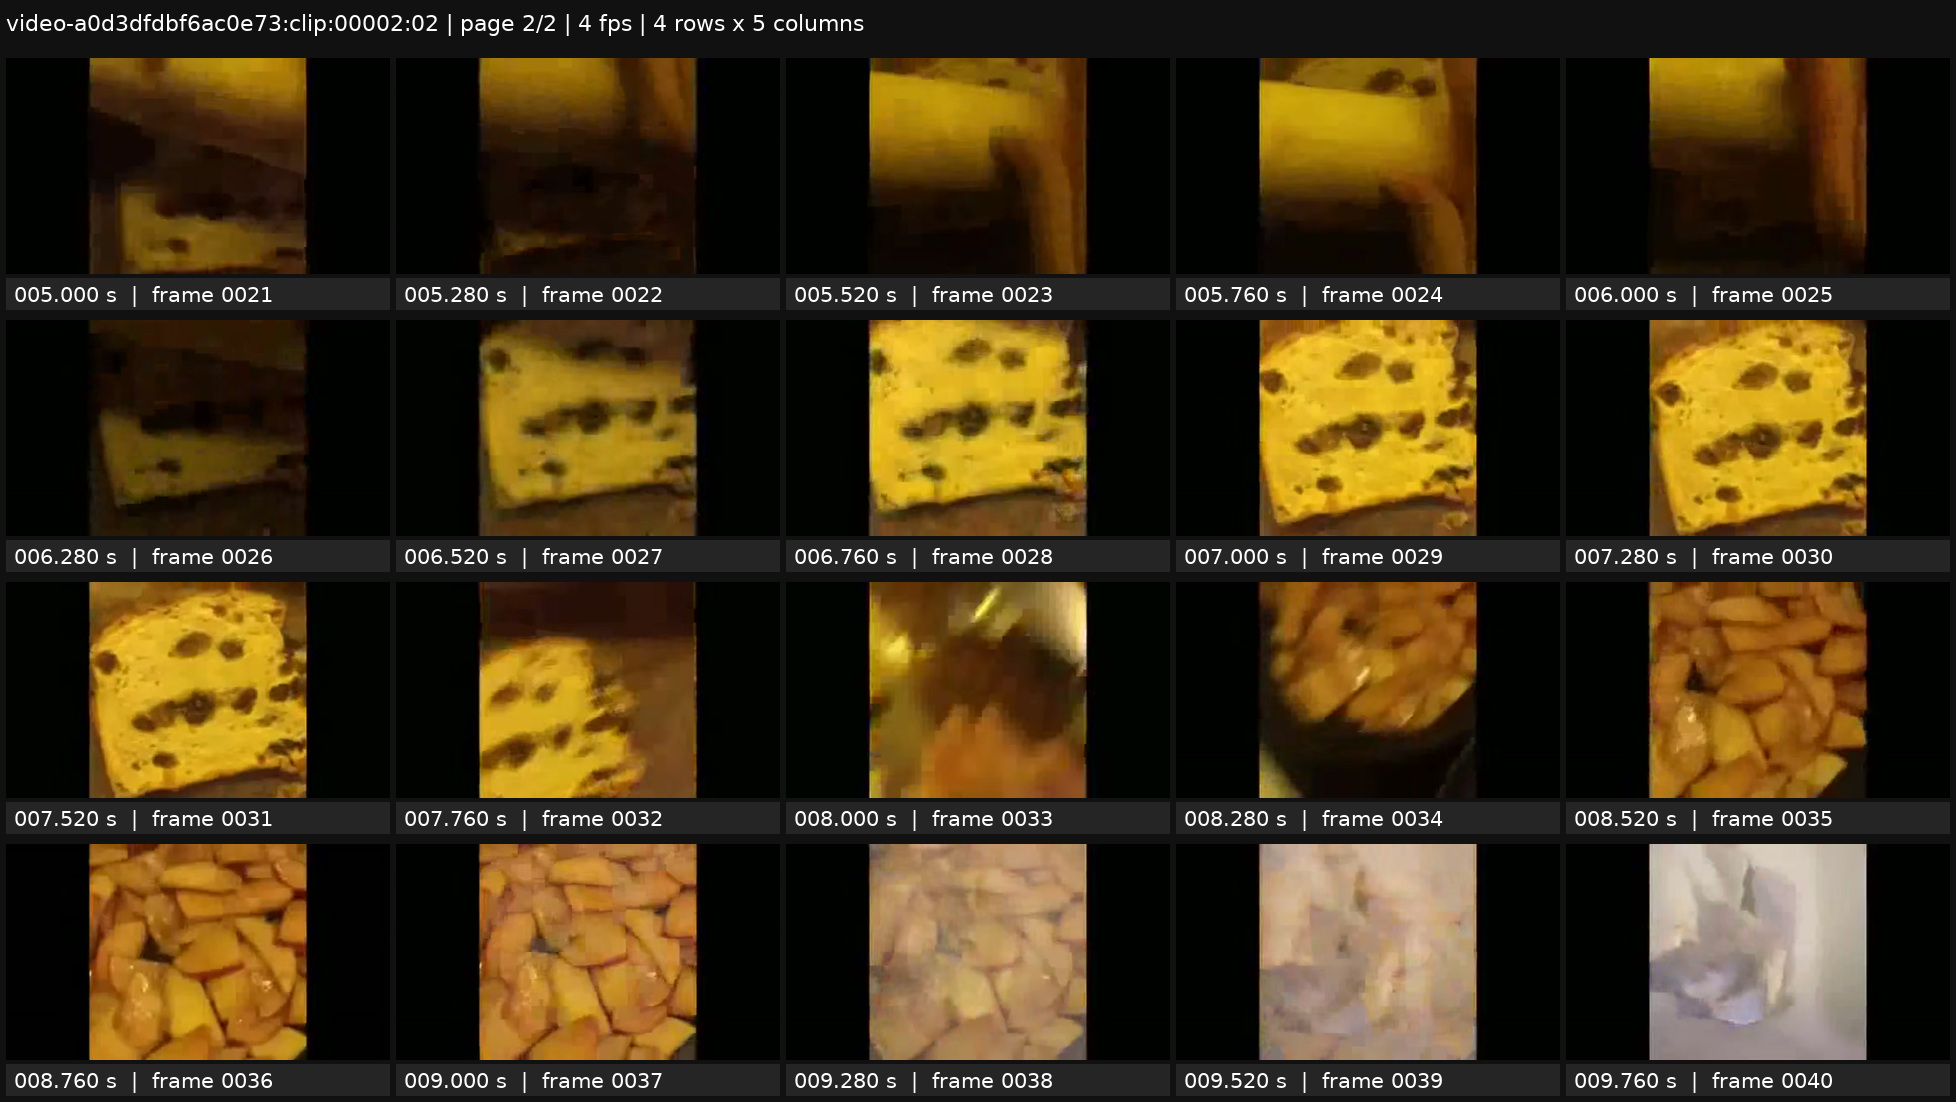 video-a0d3dfdbf6ac0e73:clip:00002:02 | page 2/2 | 4 fps | 4 rows x 5 columns
005.000 s | frame 0021
005.280 s | frame 0022
005.520 s | frame 0023
005.760 s | frame 0024
006.000 s | frame 0025
006.280 s | frame 0026
006.520 s | frame 0027
006.760 s | frame 0028
007.000 s | frame 0029
007.280 s | frame 0030
007.520 s | frame 0031
007.760 s | frame 0032
008.000 s | frame 0033
008.280 s | frame 0034
008.520 s | frame 0035
008.760 s | frame 0036
009.000 s | frame 0037
009.280 s | frame 0038
009.520 s | frame 0039
009.760 s | frame 0040